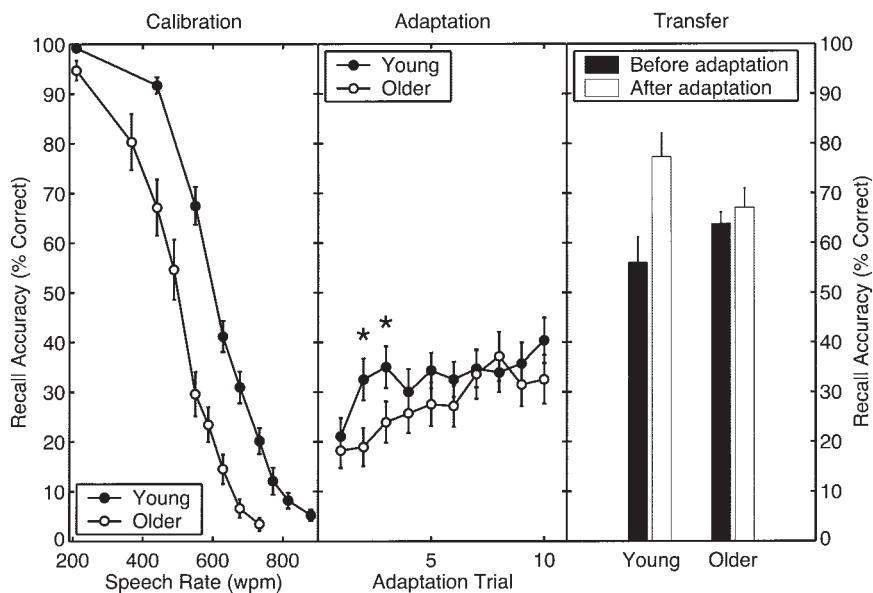 Calibration
Adaptation
Transfer
Recall Accuracy (% Correct)
100
90
80
70
60
50
40
30
20
10
0
Young
Older
200
400
600
800
Speech Rate (wpm)
Young
Older
*
*
5
10
Adaptation Trial
Before adaptation
After adaptation
Young
Older
100
90
80
70
60
50
40
30
20
10
0
Recall Accuracy (% Correct)